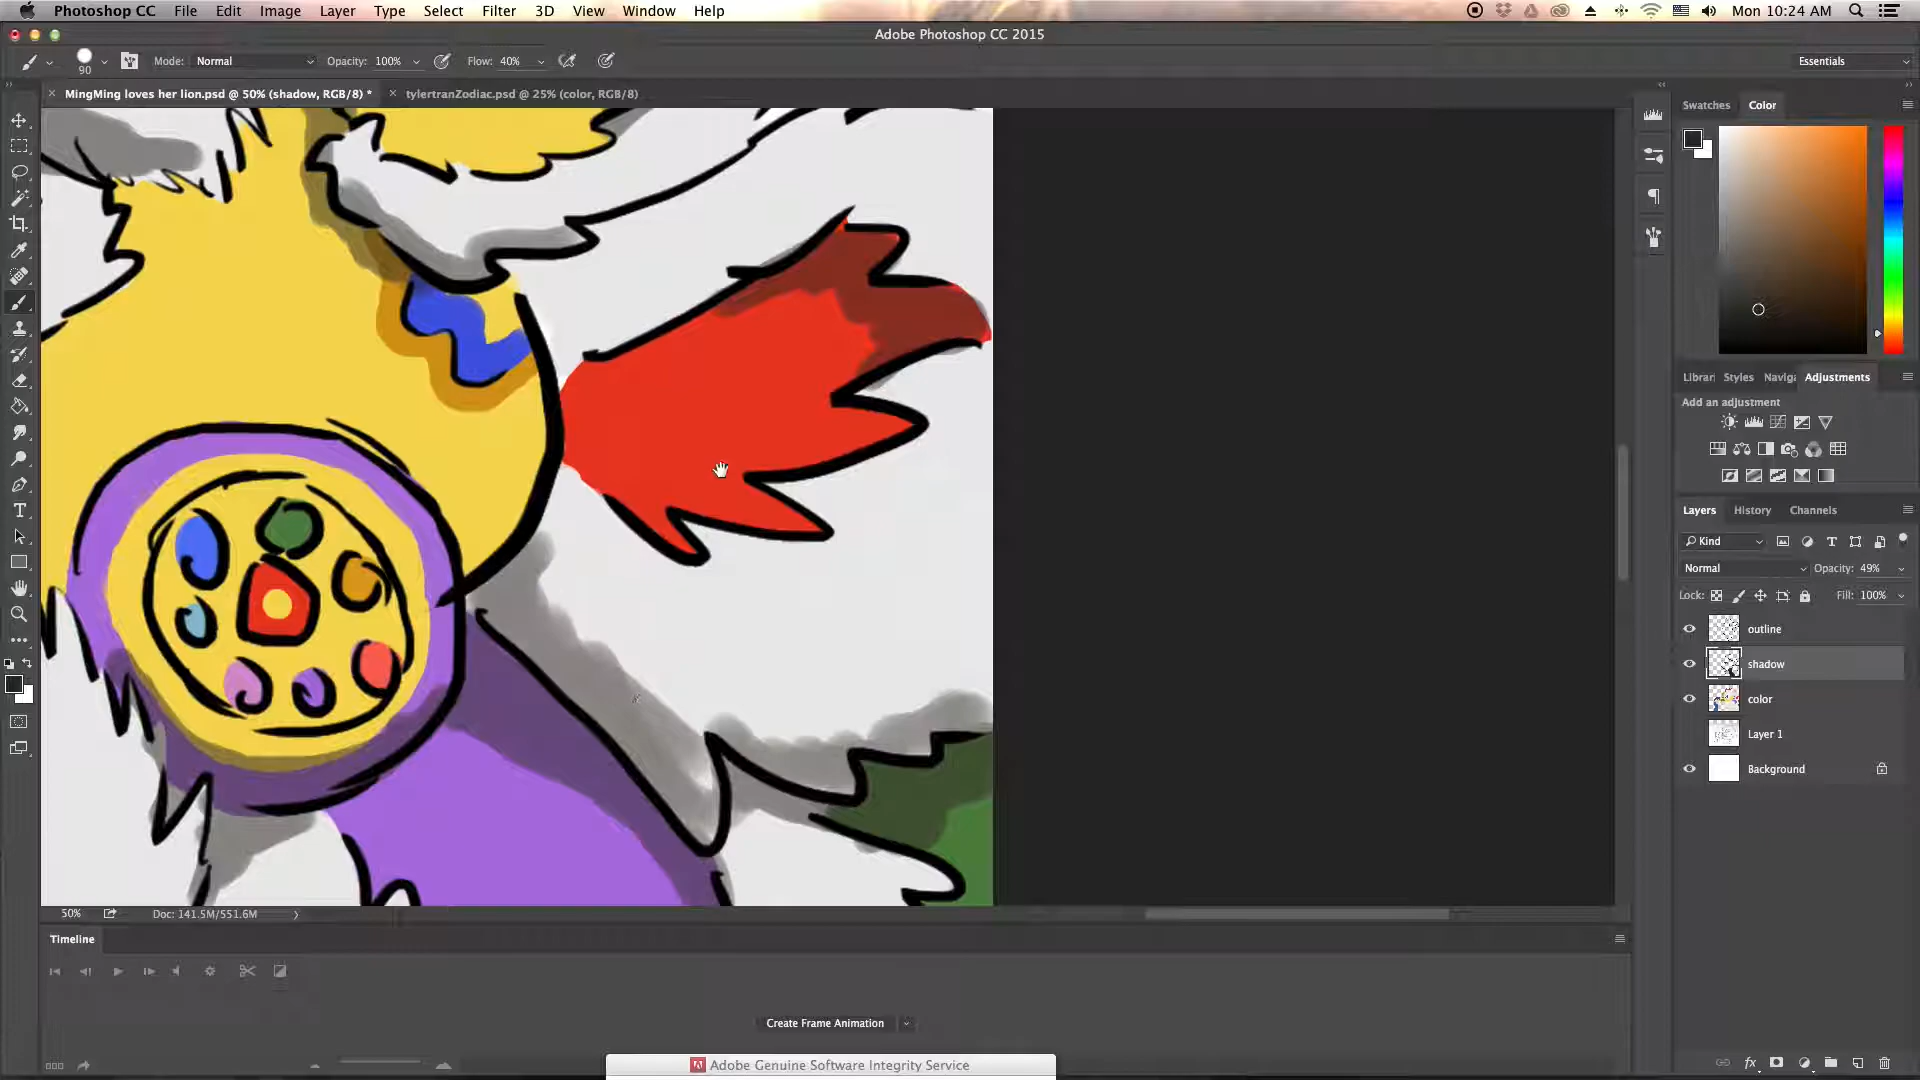 Photoshop CC File Edit Image Layer Type Select Filter 3D View Window Help Mon 10:24 AM
Adobe Photoshop CC 2015
90 Mode: Normal Opacity: 100% Flow: 40% Essentials
MingMing loves her lion.psd @ 50% (shadow, RGB/8) * tylertranZodiac.psd @ 25% (color, RGB/8)
Swatches Color
Librar Styles Naviga Adjustments
Add an adjustment
Layers History Channels
Kind
Normal Opacity: 49%
Lock: Fill: 100%
outline
shadow
color
Layer 1
Background
50% Doc: 141.5M/551.6M
Timeline
Create Frame Animation
Adobe Genuine Software Integrity Service